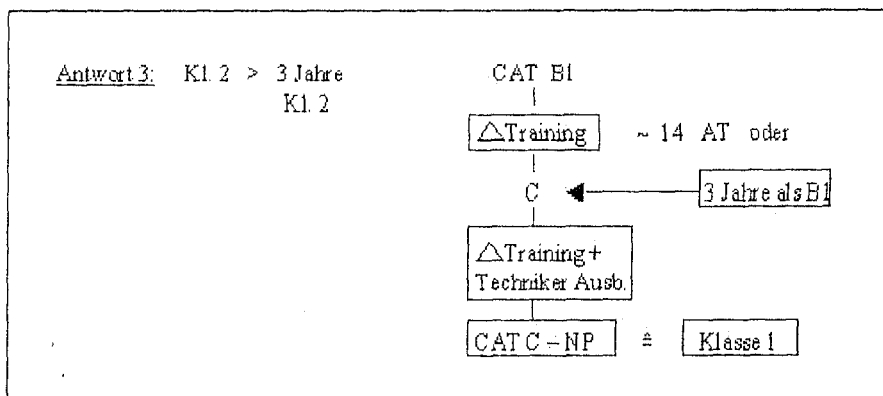 Antwort 3: Kl. 2 > 3 Jahre CAT B1
Kl. 2
△Training ~ 14 AT oder
C 3 Jahre als B1
△Training+
Techniker Ausb.
CAT C – NP ≙ Klasse 1